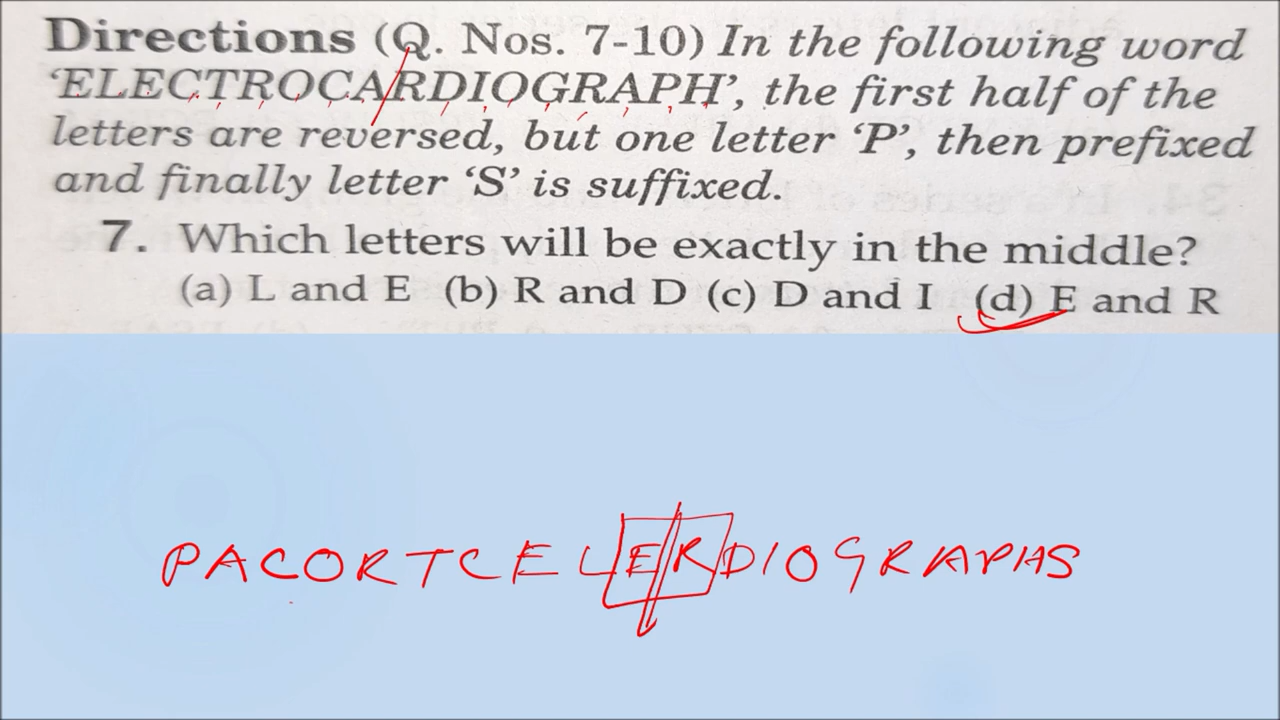 Directions (Q. Nos. 7-10) In the following word
'ELECTROCARDIOGRAPH', the first half of the
letters are reversed, but one letter 'P', then prefixed
and finally letter 'S' is suffixed.
7. Which letters will be exactly in the middle?
(a) L and E (b) R and D (c) D and I (d) E and R
PACORTCELERDIOGRAPHS